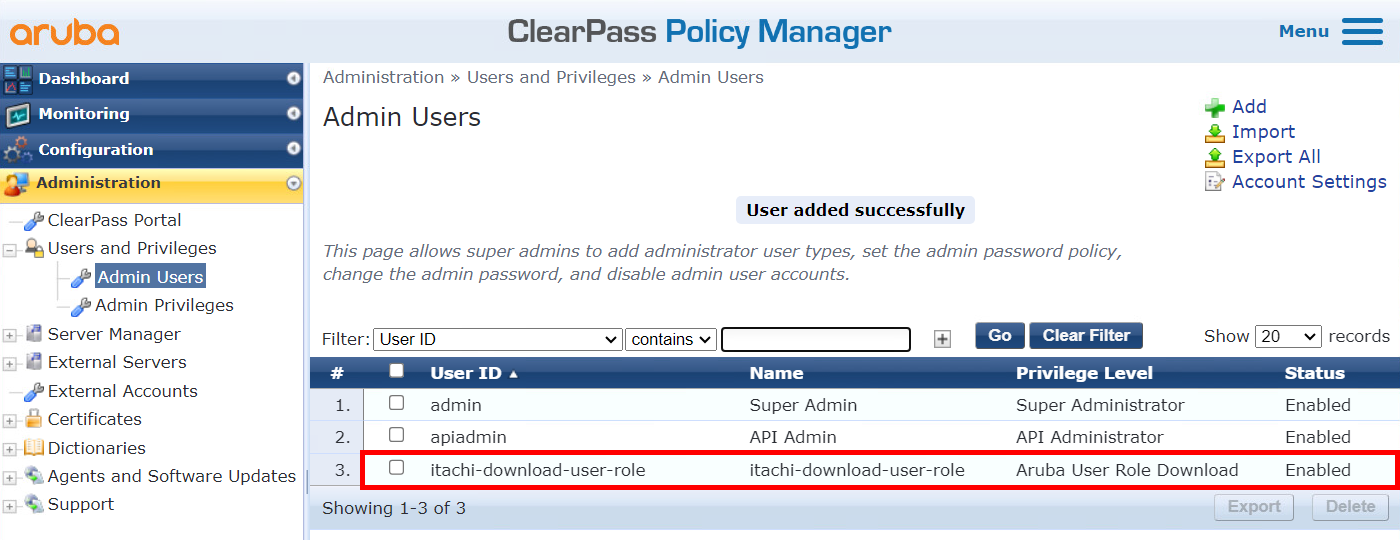 aruba
ClearPass Policy Manager
Menu
Dashboard
Monitoring
Configuration
Administration
ClearPass Portal
Users and Privileges
Admin Users
Admin Privileges
Server Manager
External Servers
External Accounts
Certificates
Dictionaries
Agents and Software Updates
Support
Administration » Users and Privileges » Admin Users
Admin Users
Add
Import
Export All
Account Settings
User added successfully
This page allows super admins to add administrator user types, set the admin password policy,
change the admin password, and disable admin user accounts.
Filter: User ID contains Go Clear Filter Show 20 records
# User ID Name Privilege Level Status
1. admin Super Admin Super Administrator Enabled
2. apiadmin API Admin API Administrator Enabled
3. itachi-download-user-role itachi-download-user-role Aruba User Role Download Enabled
Showing 1-3 of 3 Export Delete